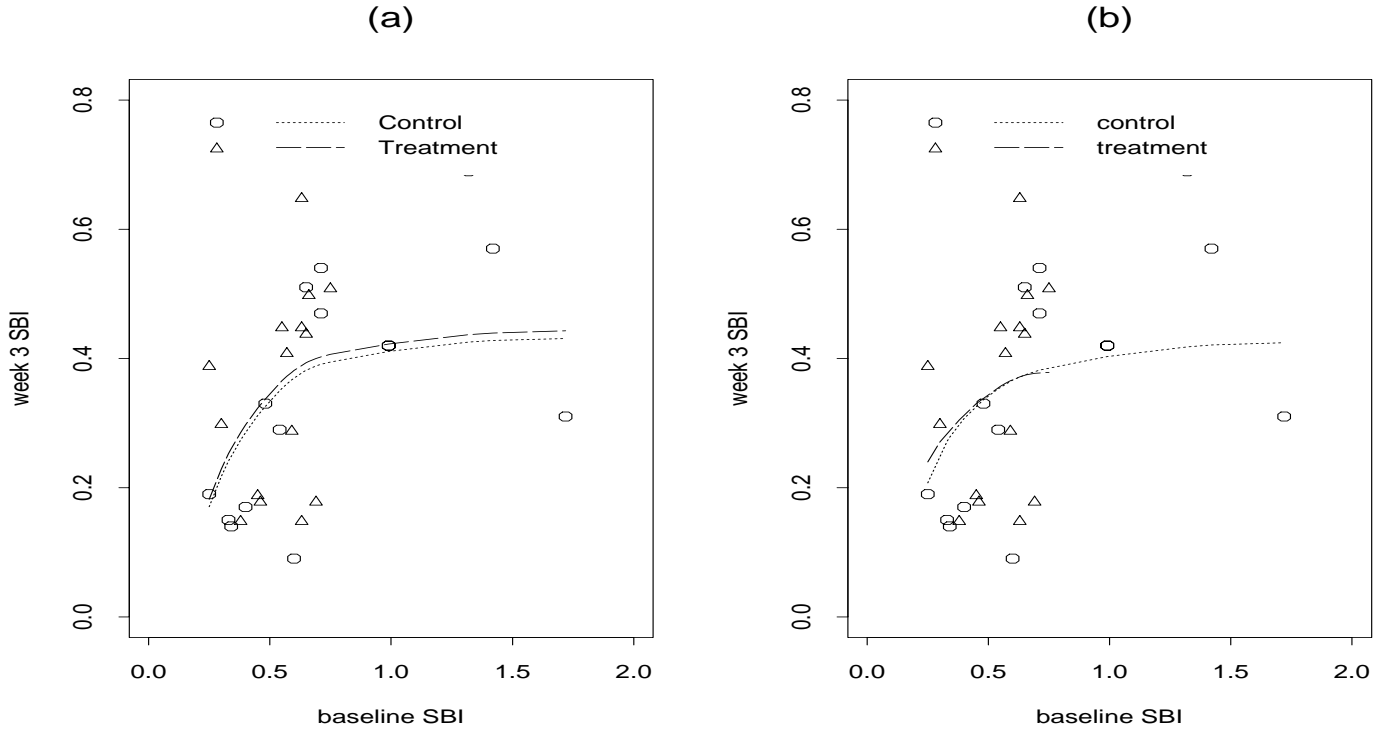 (a)
0.8
0.6
0.4
0.2
0.0
week 3 SBI
Control
Treatment
0.0 0.5 1.0 1.5 2.0
baseline SBI
(b)
0.8
0.6
0.4
0.2
0.0
week 3 SBI
control
treatment
0.0 0.5 1.0 1.5 2.0
baseline SBI